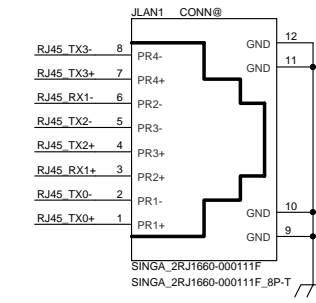 JLAN1 CONN@
RJ45_TX3- 8 PR4- GND 12
RJ45_TX3+ 7 PR4+ GND 11
RJ45_RX1- 6 PR2-
RJ45_TX2- 5 PR3-
RJ45_TX2+ 4 PR3+
RJ45_RX1+ 3 PR2+
RJ45_TX0- 2 PR1- GND 10
RJ45_TX0+ 1 PR1+ GND 9
SINGA_2RJ1660-000111F
SINGA_2RJ1660-000111F_8P-T